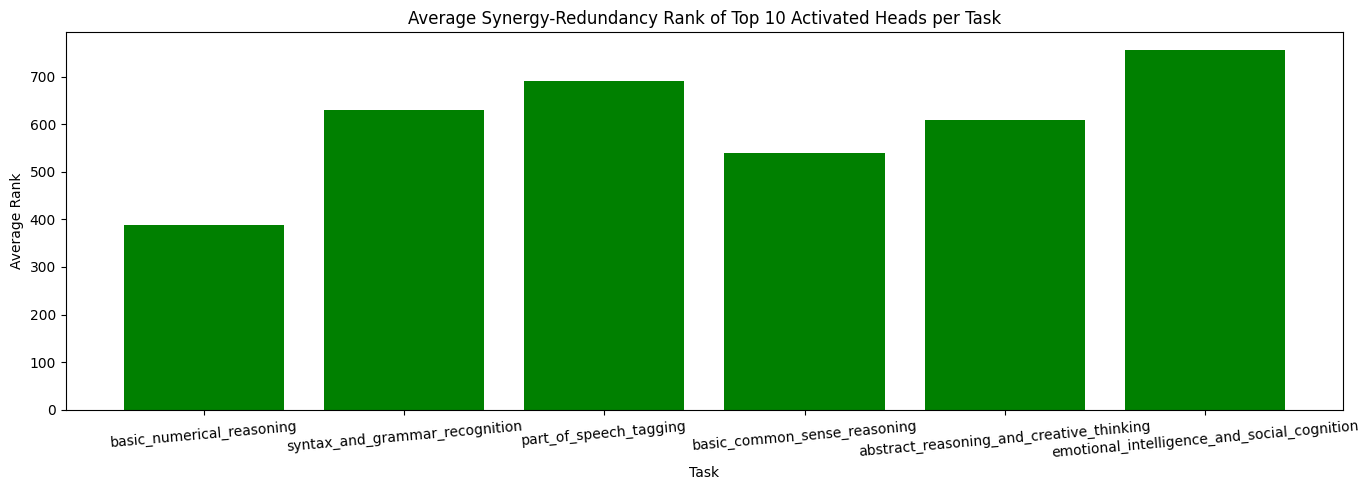 Average Synergy-Redundancy Rank of Top 10 Activated Heads per Task
Average Rank
700
600
500
400
300
200
100
0
basic_numerical_reasoning
syntax_and_grammar_recognition
part_of_speech_tagging
basic_common_sense_reasoning
abstract_reasoning_and_creative_thinking
emotional_intelligence_and_social_cognition
Task